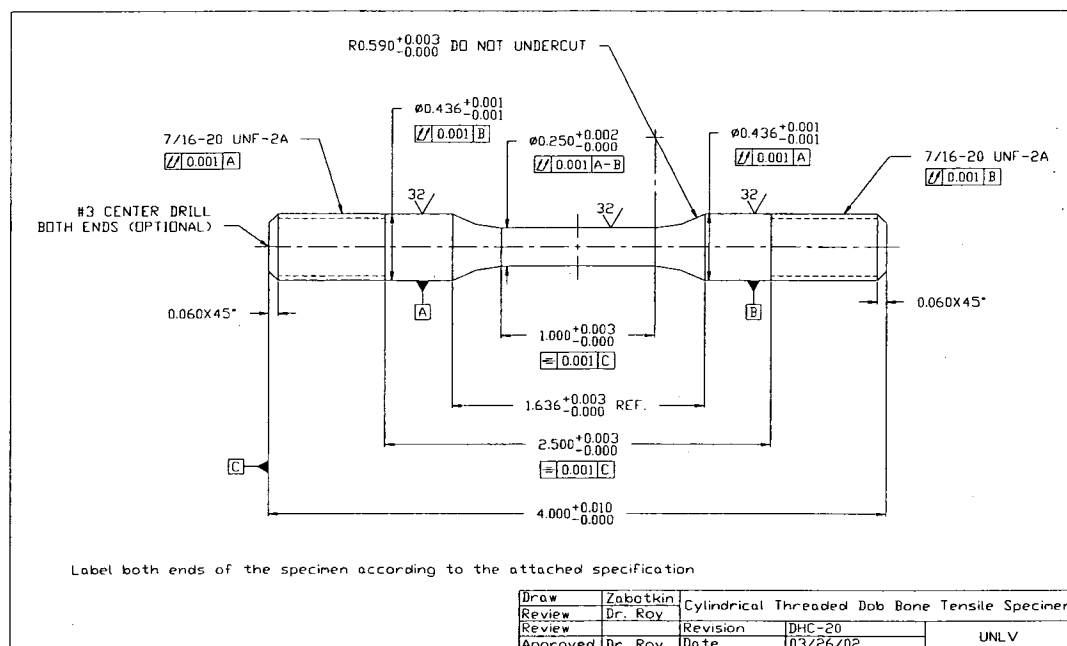 R0.590 +0.003 -0.000 DO NOT UNDERCUT
Ø0.436 +0.001 -0.001
0.001 B
7/16-20 UNF-2A
0.001 A
Ø0.250 +0.002 -0.000
0.001 A-B
Ø0.436 +0.001 -0.001
0.001 A
7/16-20 UNF-2A
0.001 B
#3 CENTER DRILL
BOTH ENDS (OPTIONAL)
32
32
32
0.060X45°
A
B
0.060X45°
1.000 +0.003 -0.000
0.001 C
1.636 +0.003 -0.000 REF.
2.500 +0.003 -0.000
0.001 C
C
4.000 +0.010 -0.000
Label both ends of the specimen according to the attached specification
Draw Zabotkin Cylindrical Threaded Dob Bone Tensile Specimen
Review Dr. Roy
Review Revision DHC-20 UNLV
Approved Dr. Roy Date 03/26/02